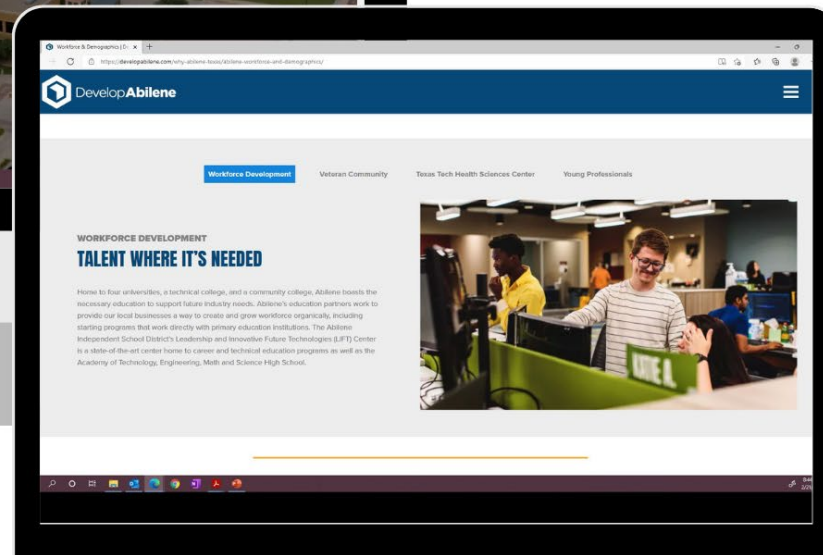 Workforce & Demographics | D
https://developabilene.com/why-abilene-texas/abilene-workforce-and-demographics/
DevelopAbilene
Workforce Development Veteran Community Texas Tech Health Sciences Center Young Professionals
WORKFORCE DEVELOPMENT
TALENT WHERE IT'S NEEDED
Home to four universities, a technical college, and a community college, Abilene boasts the
necessary education to support future industry needs. Abilene's education partners work to
provide our local businesses a way to create and grow workforce organically, including
starting programs that work directly with primary education institutions. The Abilene
Independent School District's Leadership and Innovative Future Technologies (LIFT) Center
is a state-of-the-art center home to career and technical education programs as well as the
Academy of Technology, Engineering, Math and Science High School.
KATIE A.